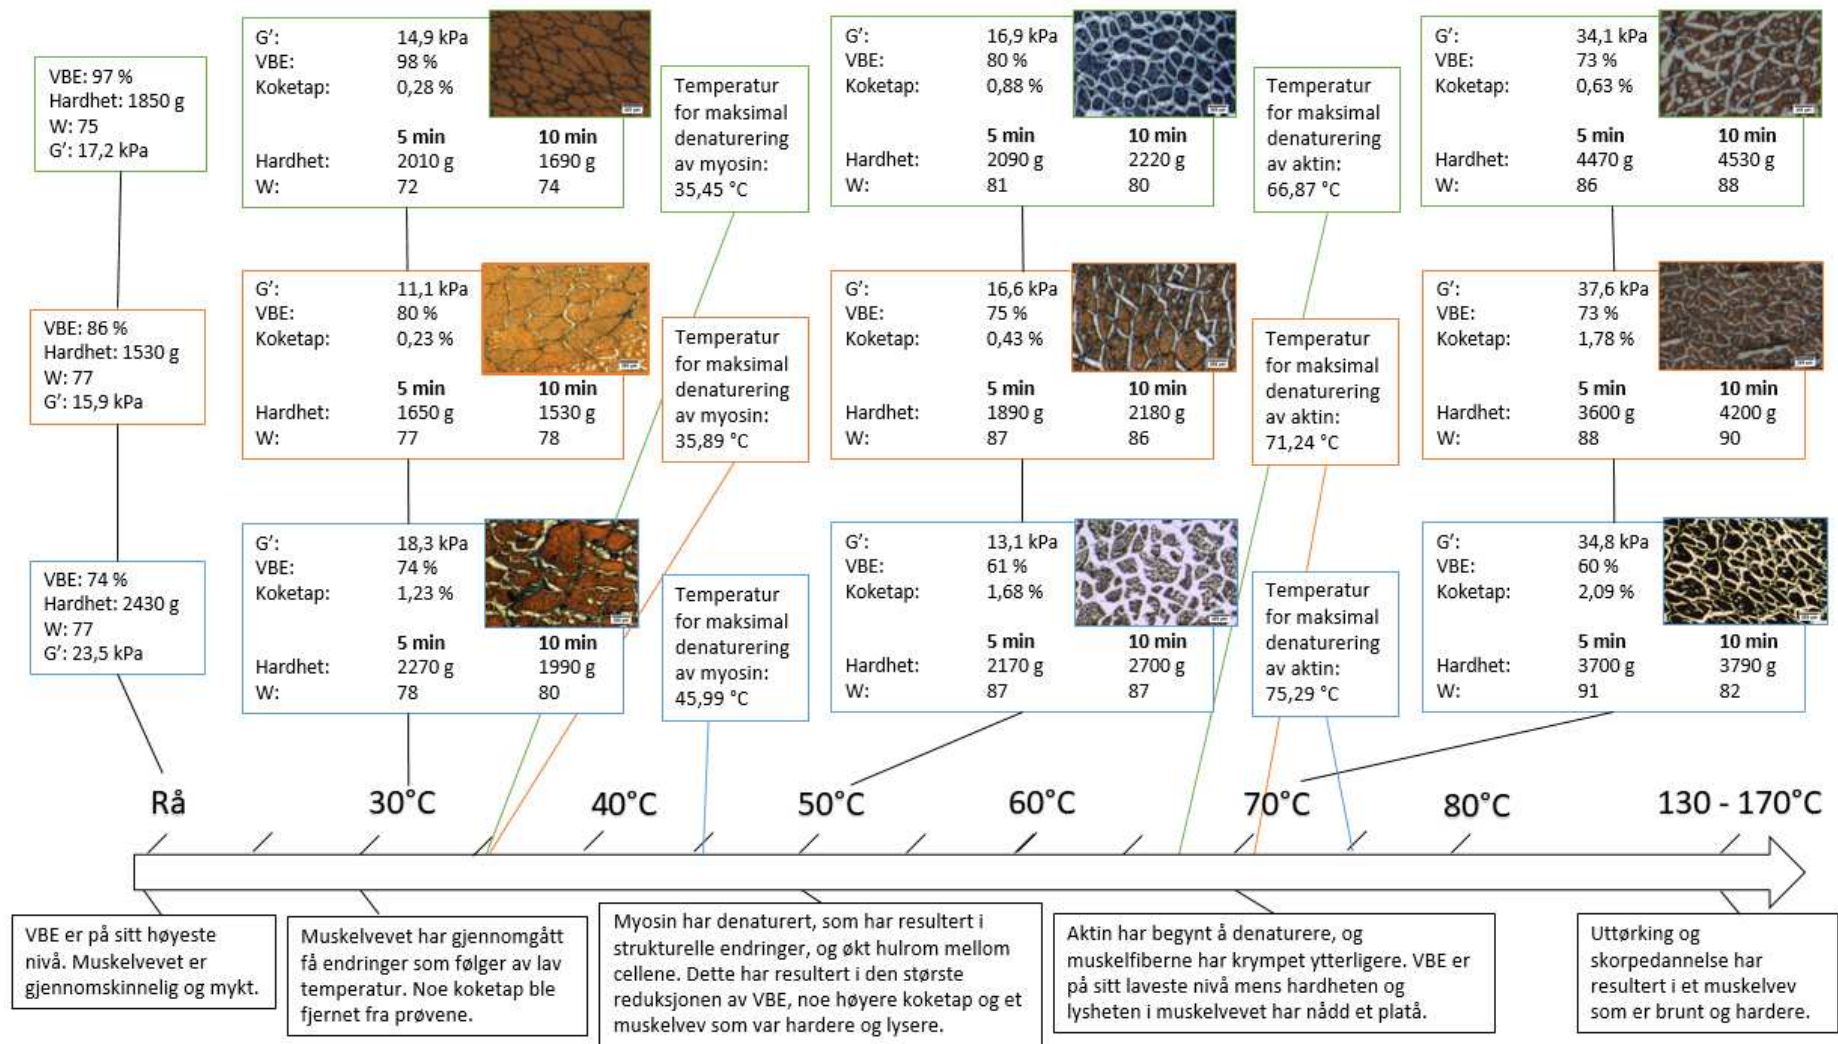 VBE: 97 %
Hardhet: 1850 g
W: 75
G’: 17,2 kPa
G’: 14,9 kPa
VBE: 98 %
Koketap: 0,28 %
5 min 10 min
Hardhet: 2010 g 1690 g
W: 72 74
Temperatur
for maksimal
denaturering
av myosin:
35,45 °C
G’: 16,9 kPa
VBE: 80 %
Koketap: 0,88 %
5 min 10 min
Hardhet: 2090 g 2220 g
W: 81 80
Temperatur
for maksimal
denaturering
av aktin:
66,87 °C
G’: 34,1 kPa
VBE: 73 %
Koketap: 0,63 %
5 min 10 min
Hardhet: 4470 g 4530 g
W: 86 88
VBE: 86 %
Hardhet: 1530 g
W: 77
G’: 15,9 kPa
G’: 11,1 kPa
VBE: 80 %
Koketap: 0,23 %
5 min 10 min
Hardhet: 1650 g 1530 g
W: 77 78
Temperatur
for maksimal
denaturering
av myosin:
35,89 °C
G’: 16,6 kPa
VBE: 75 %
Koketap: 0,43 %
5 min 10 min
Hardhet: 1890 g 2180 g
W: 87 86
Temperatur
for maksimal
denaturering
av aktin:
71,24 °C
G’: 37,6 kPa
VBE: 73 %
Koketap: 1,78 %
5 min 10 min
Hardhet: 3600 g 4200 g
W: 88 90
VBE: 74 %
Hardhet: 2430 g
W: 77
G’: 23,5 kPa
G’: 18,3 kPa
VBE: 74 %
Koketap: 1,23 %
5 min 10 min
Hardhet: 2270 g 1990 g
W: 78 80
Temperatur
for maksimal
denaturering
av myosin:
45,99 °C
G’: 13,1 kPa
VBE: 61 %
Koketap: 1,68 %
5 min 10 min
Hardhet: 2170 g 2700 g
W: 87 87
Temperatur
for maksimal
denaturering
av aktin:
75,29 °C
G’: 34,8 kPa
VBE: 60 %
Koketap: 2,09 %
5 min 10 min
Hardhet: 3700 g 3790 g
W: 91 82
Rå 30°C 40°C 50°C 60°C 70°C 80°C 130 - 170°C
VBE er på sitt høyeste
nivå. Muskelvevet er
gjennomskinnelig og mykt.
Muskelvevet har gjennomgått
få endringer som følger av lav
temperatur. Noe koketap ble
fjernet fra prøvene.
Myosin har denaturert, som har resultert i
strukturelle endringer, og økt hulrom mellom
cellene. Dette har resultert i den største
reduksjonen av VBE, noe høyere koketap og et
muskelvev som var hardere og lysere.
Aktin har begynt å denaturere, og
muskelfiberne har krympet ytterligere. VBE er
på sitt laveste nivå mens hardheten og
lysheten i muskelvevet har nådd et platå.
Uttørking og
skorpedannelse har
resultert i et muskelvev
som er brunt og hardere.